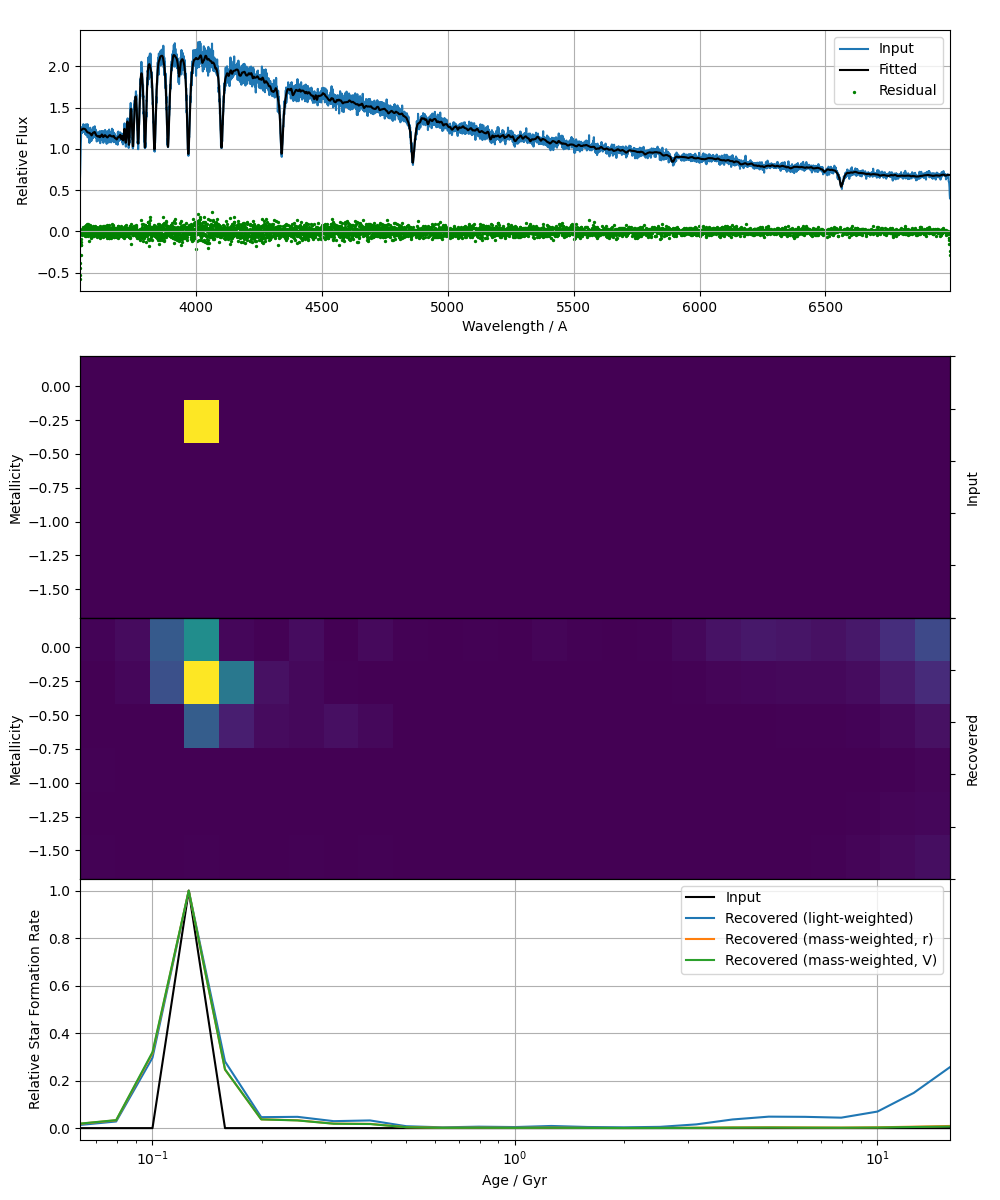 Relative Flux
2.0
1.5
1.0
0.5
0.0
−0.5
Input
Fitted
Residual
4000 4500 5000 5500 6000 6500
Wavelength / A
Metallicity
0.00
−0.25
−0.50
−0.75
−1.00
−1.25
−1.50
Input
Metallicity
0.00
−0.25
−0.50
−0.75
−1.00
−1.25
−1.50
Recovered
Relative Star Formation Rate
1.0
0.8
0.6
0.4
0.2
0.0
Input
Recovered (light-weighted)
Recovered (mass-weighted, r)
Recovered (mass-weighted, V)
10⁻¹ 10⁰ 10¹
Age / Gyr